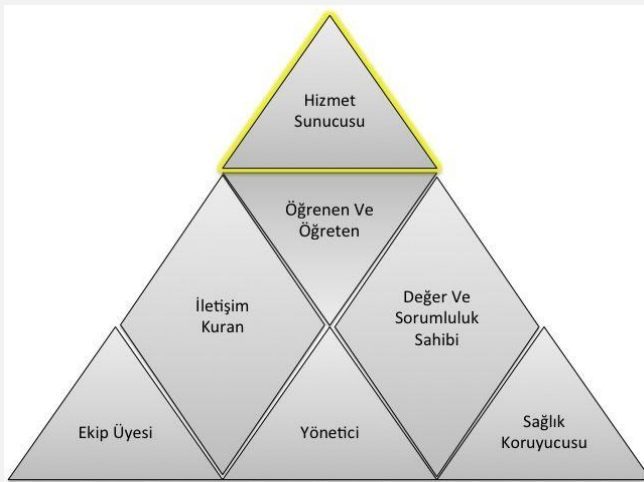 Hizmet
Sunucusu
Öğrenen Ve
Öğreten
İletişim
Kuran
Değer Ve
Sorumluluk
Sahibi
Ekip Üyesi
Yönetici
Sağlık
Koruyucusu